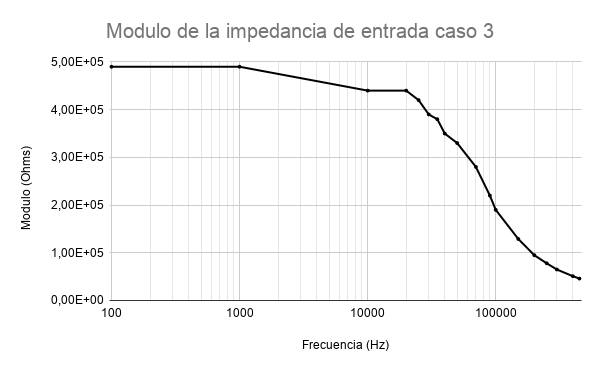 Modulo de la impedancia de entrada caso 3
5,00E+05
4,00E+05
3,00E+05
2,00E+05
1,00E+05
0,00E+00
Modulo (Ohms)
100 1000 10000 100000
Frecuencia (Hz)